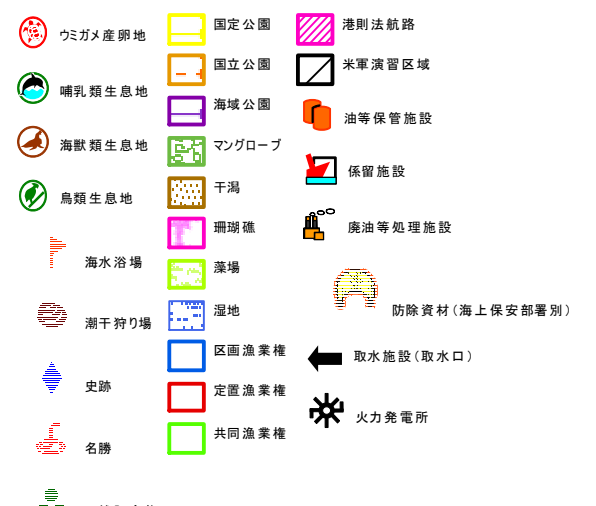 ウミガメ産卵地
哺乳類生息地
海獣類生息地
鳥類生息地
海水浴場
潮干狩り場
史跡
名勝
国定公園
国立公園
海域公園
マングローブ
干潟
珊瑚礁
藻場
湿地
区画漁業権
定置漁業権
共同漁業権
港則法航路
米軍演習区域
油等保管施設
係留施設
廃油等処理施設
防除資材(海上保安部署別)
取水施設(取水口)
火力発電所